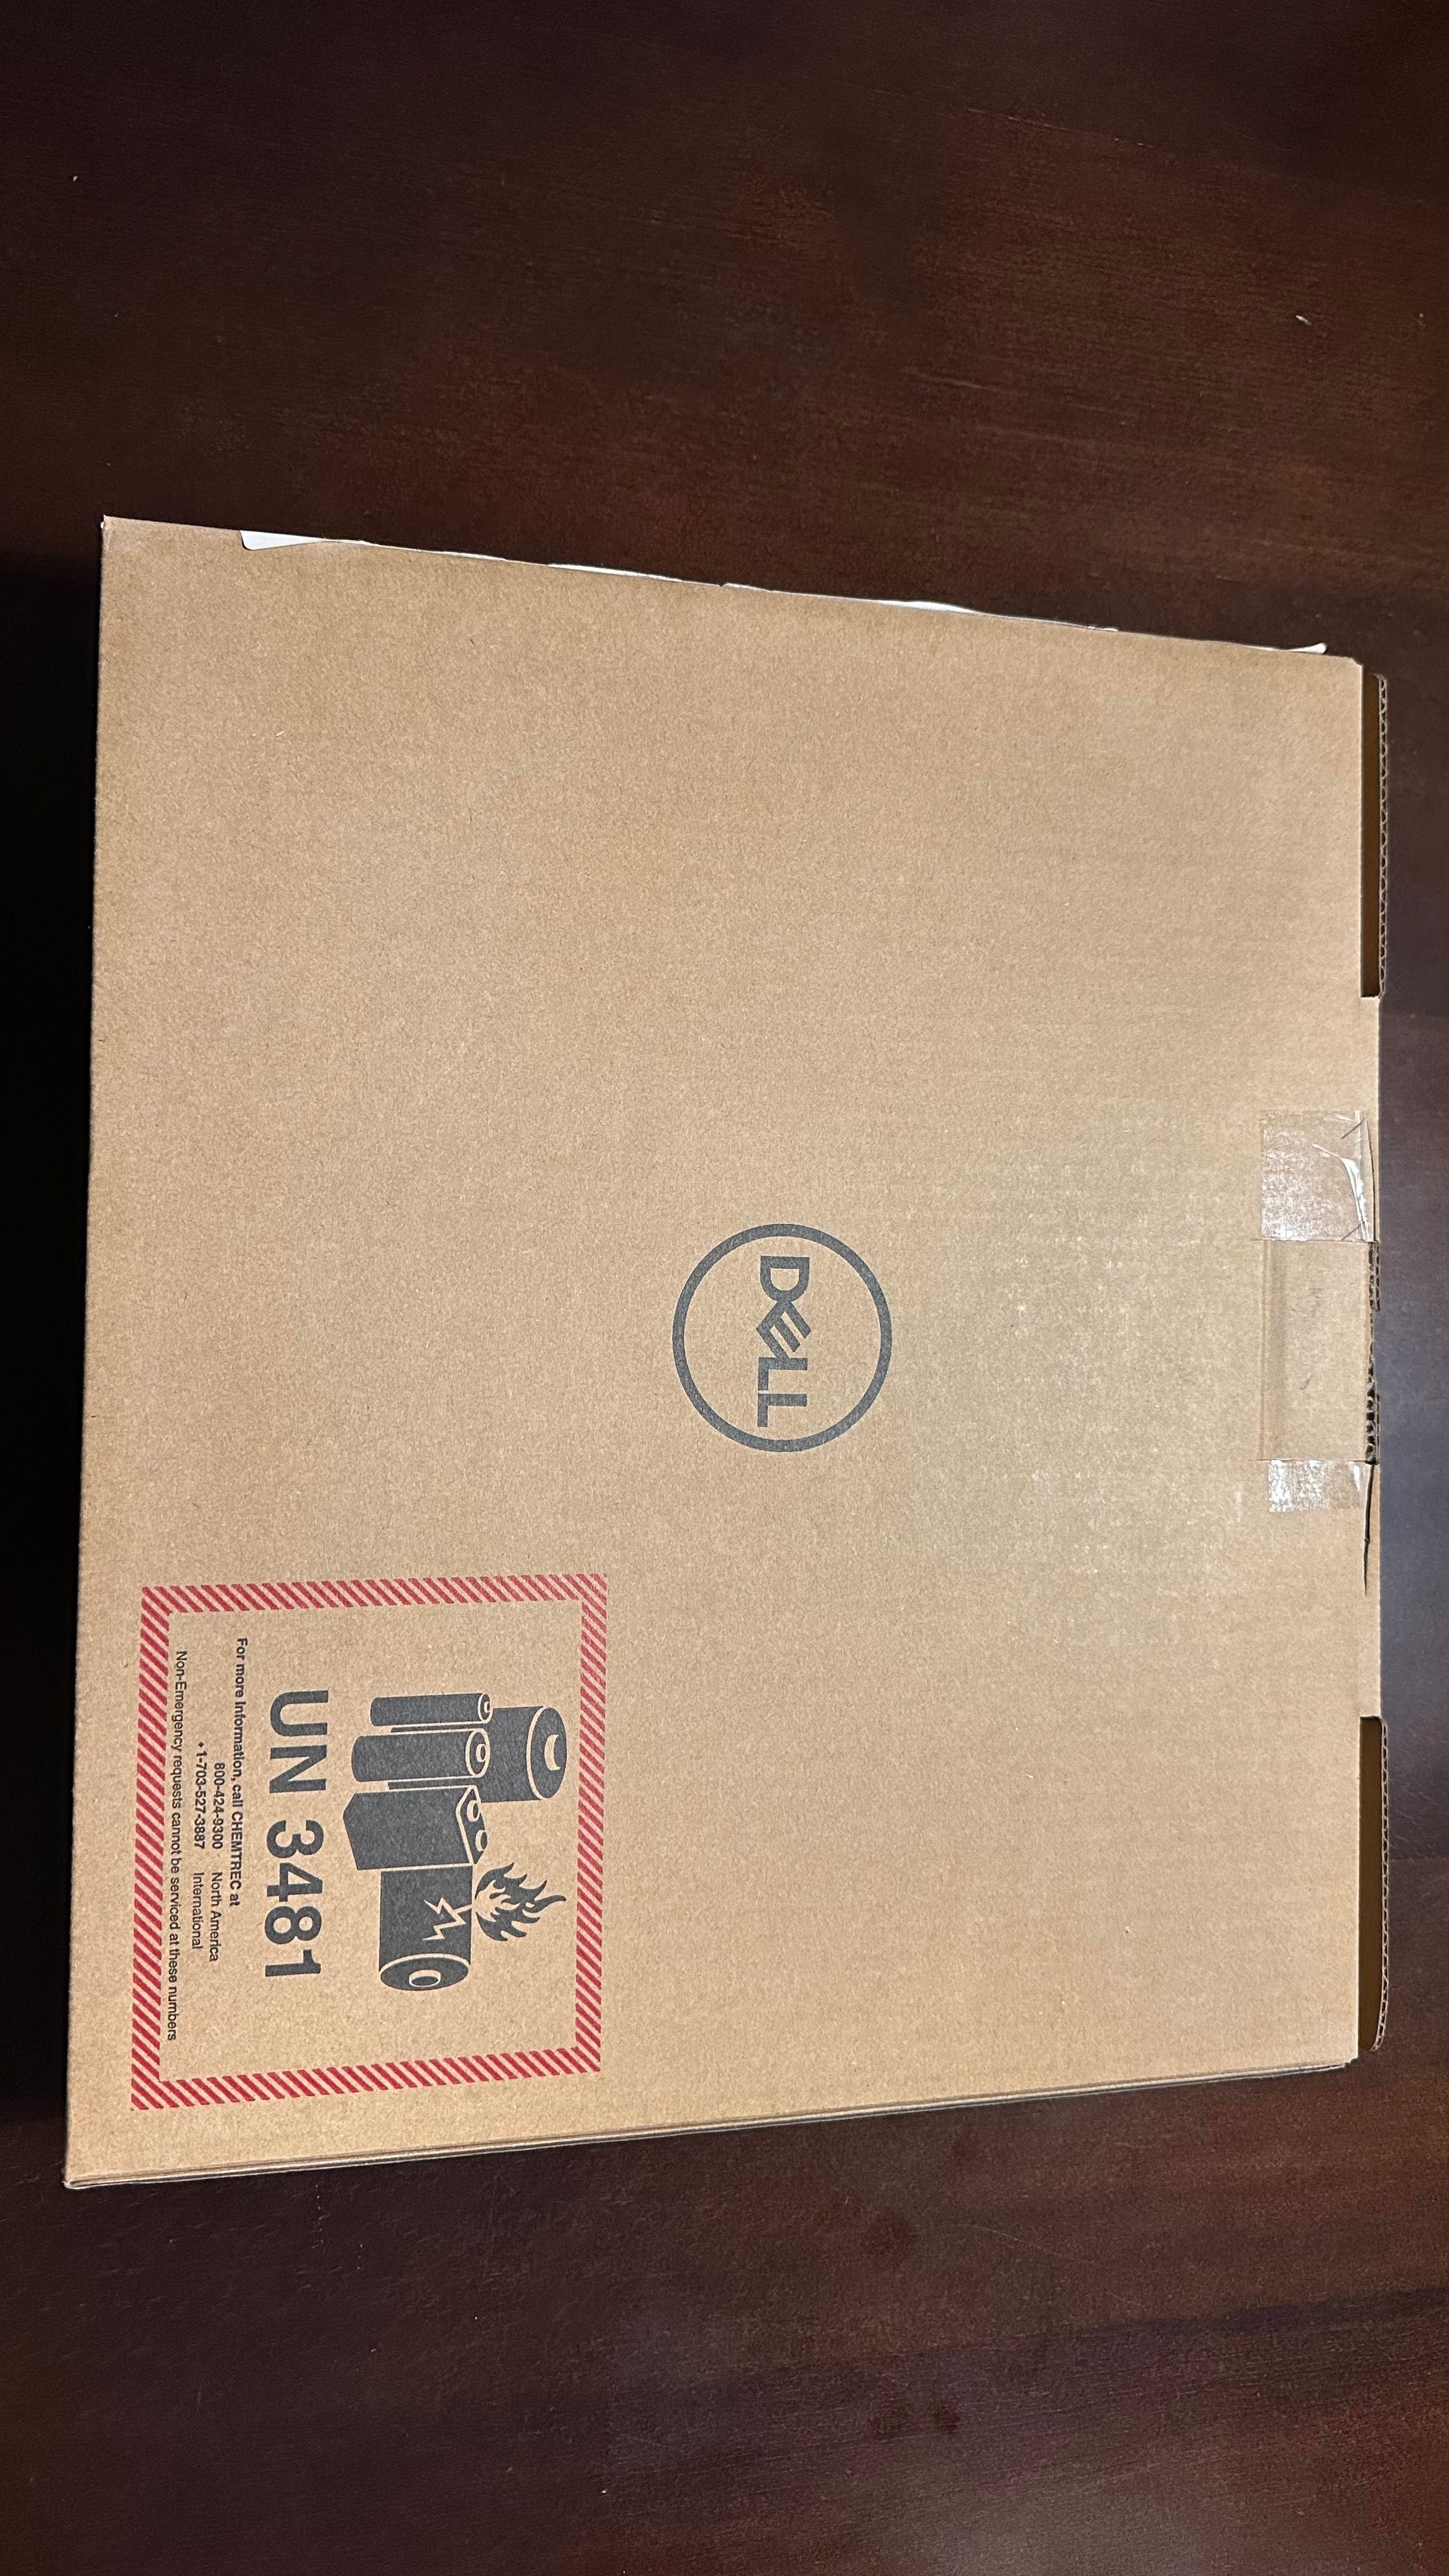 DELL
UN 3481
For more Information, call CHEMTREC at
800-424-9300 North America
+1-703-527-3887 International
Non-Emergency requests cannot be serviced at these numbers